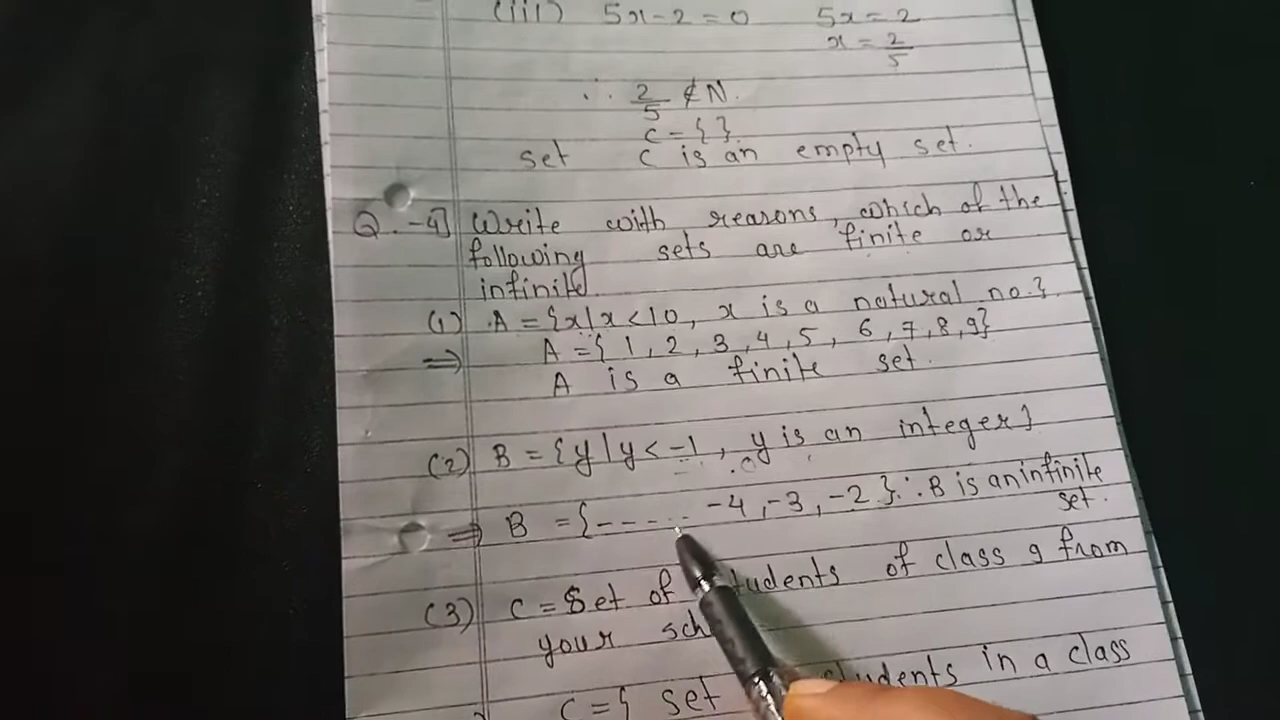 (iii) 5x-2=0 5x=2
x=2/5
∴ 2/5 ∉ N.
C={}.
set C is an empty set.
Q.-4] Write with reasons, which of the
following sets are finite or
infinite.
(1) A={x/x<10, x is a natural no.}
⇒ A={1,2,3,4,5,6,7,8,9}
A is a finite set.
(2) B={y/y<-1, y is an integer}
⇒ B={----- -4,-3,-2}∴B is an infinite
set.
(3) C=Set of students of class 9 from
your
C={ set students in a class